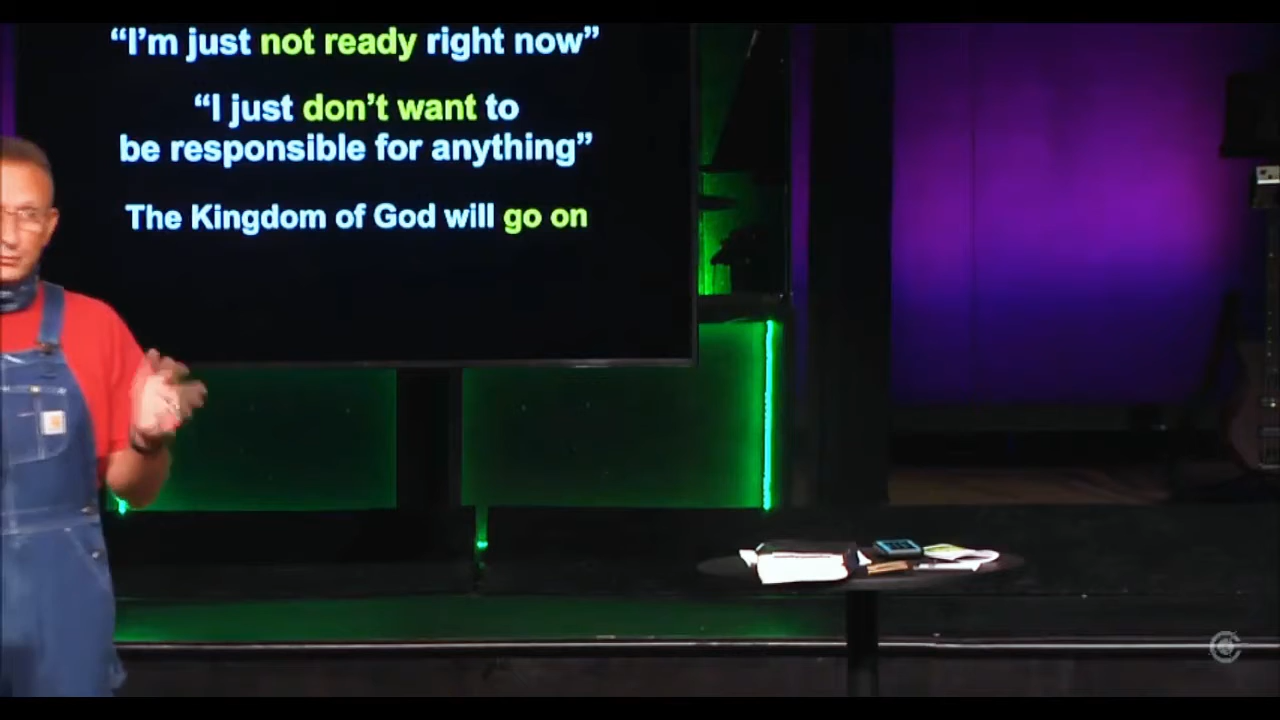 “I’m just not ready right now”
“I just don’t want to
be responsible for anything”
The Kingdom of God will go on